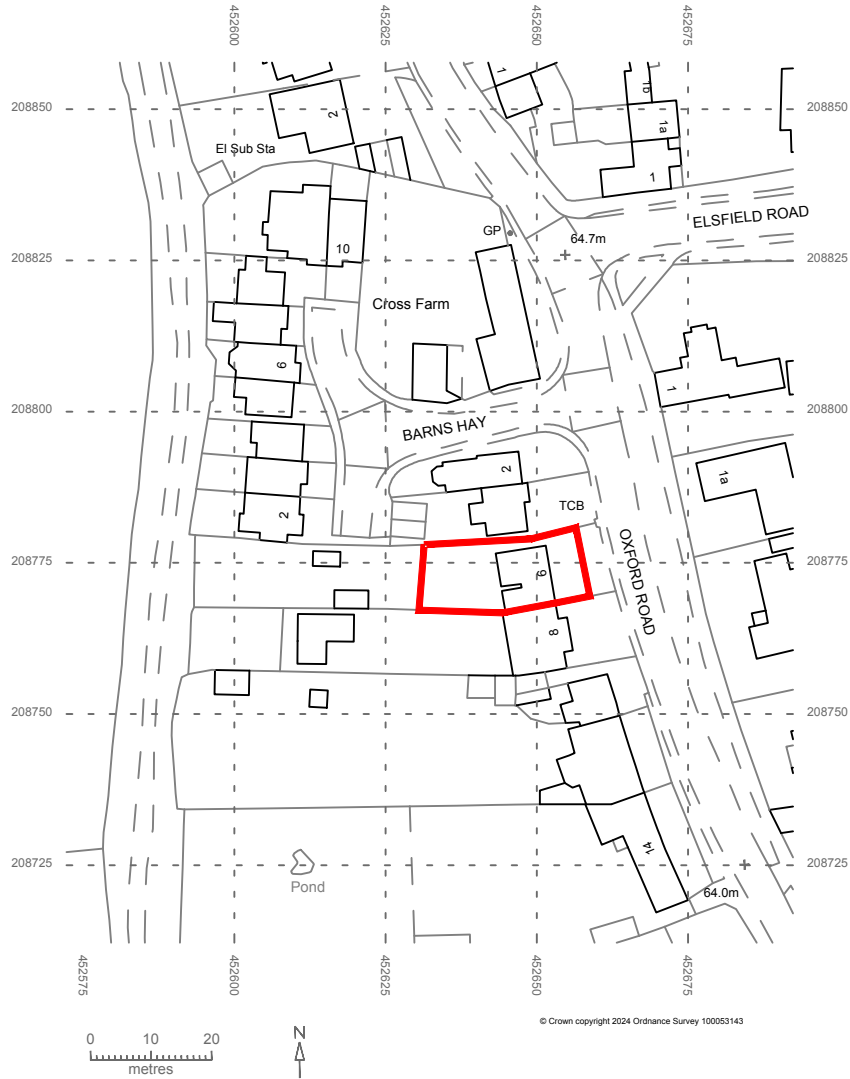 452600
452625
452650
452675
208850
208850
1
1b
2
1a
El Sub Sta
1
ELSFIELD ROAD
GP
64.7m
10
208825
208825
Cross Farm
6
1
208800
208800
BARNS HAY
2
1a
TCB
2
OXFORD ROAD
208775
208775
6
8
208750
208750
14
208725
208725
Pond
64.0m
452575
452600
452625
452650
452675
© Crown copyright 2024 Ordnance Survey 100053143
0 10 20
metres
N